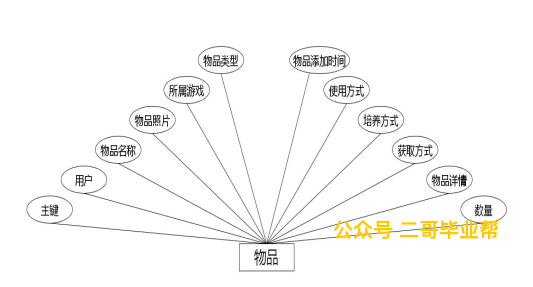 物品类型
物品添加时间
所属游戏
使用方式
物品照片
培养方式
物品名称
获取方式
用户
物品详情
主键
数量
公众号 二哥毕业帮
物品